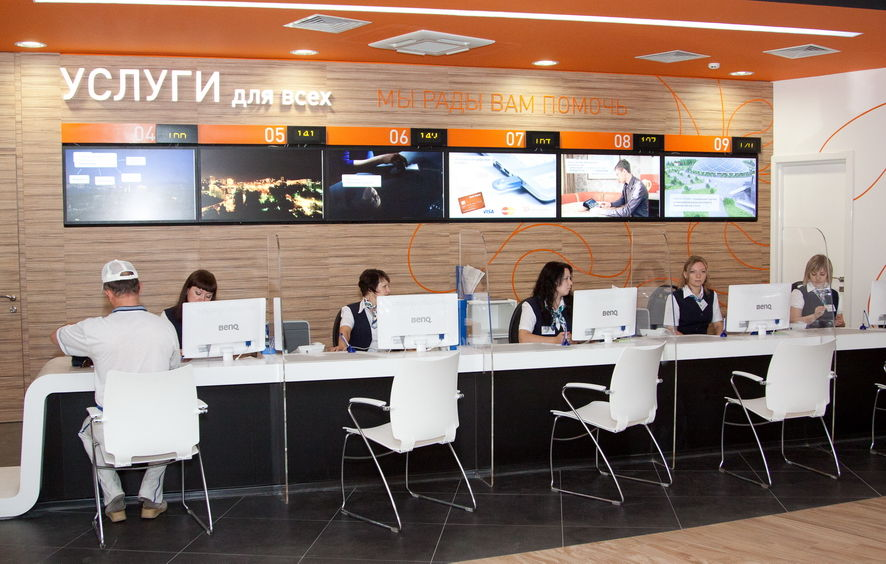 УСЛУГИ для всех
МЫ РАДЫ ВАМ ПОМОЧЬ
04
05 141
06 149
07
08
09
VISA
BenQ
BenQ
BenQ
BenQ